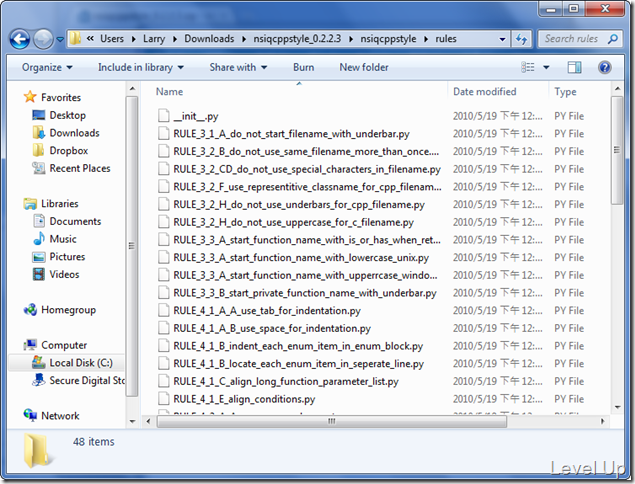 Users Larry Downloads nsiqcppstyle_0.2.2.3 nsiqcppstyle rules
Search rules
Organize Include in library Share with Burn New folder
Favorites
Desktop
Downloads
Dropbox
Recent Places
Libraries
Documents
Music
Pictures
Videos
Homegroup
Computer
Local Disk (C:)
Secure Digital Sto
Network
Name Date modified Type
__init__.py 2010/5/19 下午 12:... PY File
RULE_3_1_A_do_not_start_filename_with_underbar.py 2010/5/19 下午 12:... PY File
RULE_3_2_B_do_not_use_same_filename_more_than_once.... 2010/5/19 下午 12:... PY File
RULE_3_2_CD_do_not_use_special_characters_in_filename.py 2010/5/19 下午 12:... PY File
RULE_3_2_F_use_representitive_classname_for_cpp_filenam... 2010/5/19 下午 12:... PY File
RULE_3_2_H_do_not_use_underbars_for_cpp_filename.py 2010/5/19 下午 12:... PY File
RULE_3_2_H_do_not_use_uppercase_for_c_filename.py 2010/5/19 下午 12:... PY File
RULE_3_3_A_start_function_name_with_is_or_has_when_ret... 2010/5/19 下午 12:... PY File
RULE_3_3_A_start_function_name_with_lowercase_unix.py 2010/5/19 下午 12:... PY File
RULE_3_3_A_start_function_name_with_uppercase_windo... 2010/5/19 下午 12:... PY File
RULE_3_3_B_start_private_function_name_with_underbar.py 2010/5/19 下午 12:... PY File
RULE_4_1_A_A_use_tab_for_indentation.py 2010/5/19 下午 12:... PY File
RULE_4_1_A_B_use_space_for_indentation.py 2010/5/19 下午 12:... PY File
RULE_4_1_B_indent_each_enum_item_in_enum_block.py 2010/5/19 下午 12:... PY File
RULE_4_1_B_locate_each_enum_item_in_seperate_line.py 2010/5/19 下午 12:... PY File
RULE_4_1_C_align_long_function_parameter_list.py 2010/5/19 下午 12:... PY File
RULE_4_1_E_align_conditions.py 2010/5/19 下午 12:... PY File
48 items
Level Up